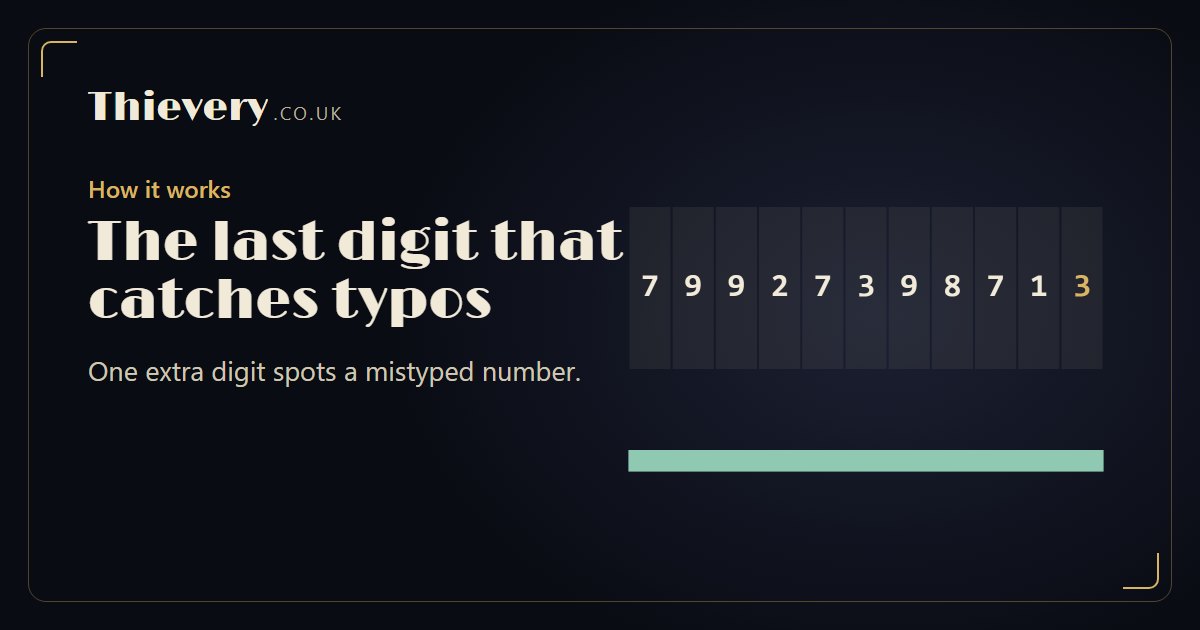 Thievery.CO.UK
How it works
The last digit that
catches typos
One extra digit spots a mistyped number.
7 9 9 2 7 3 9 8 7 1 3